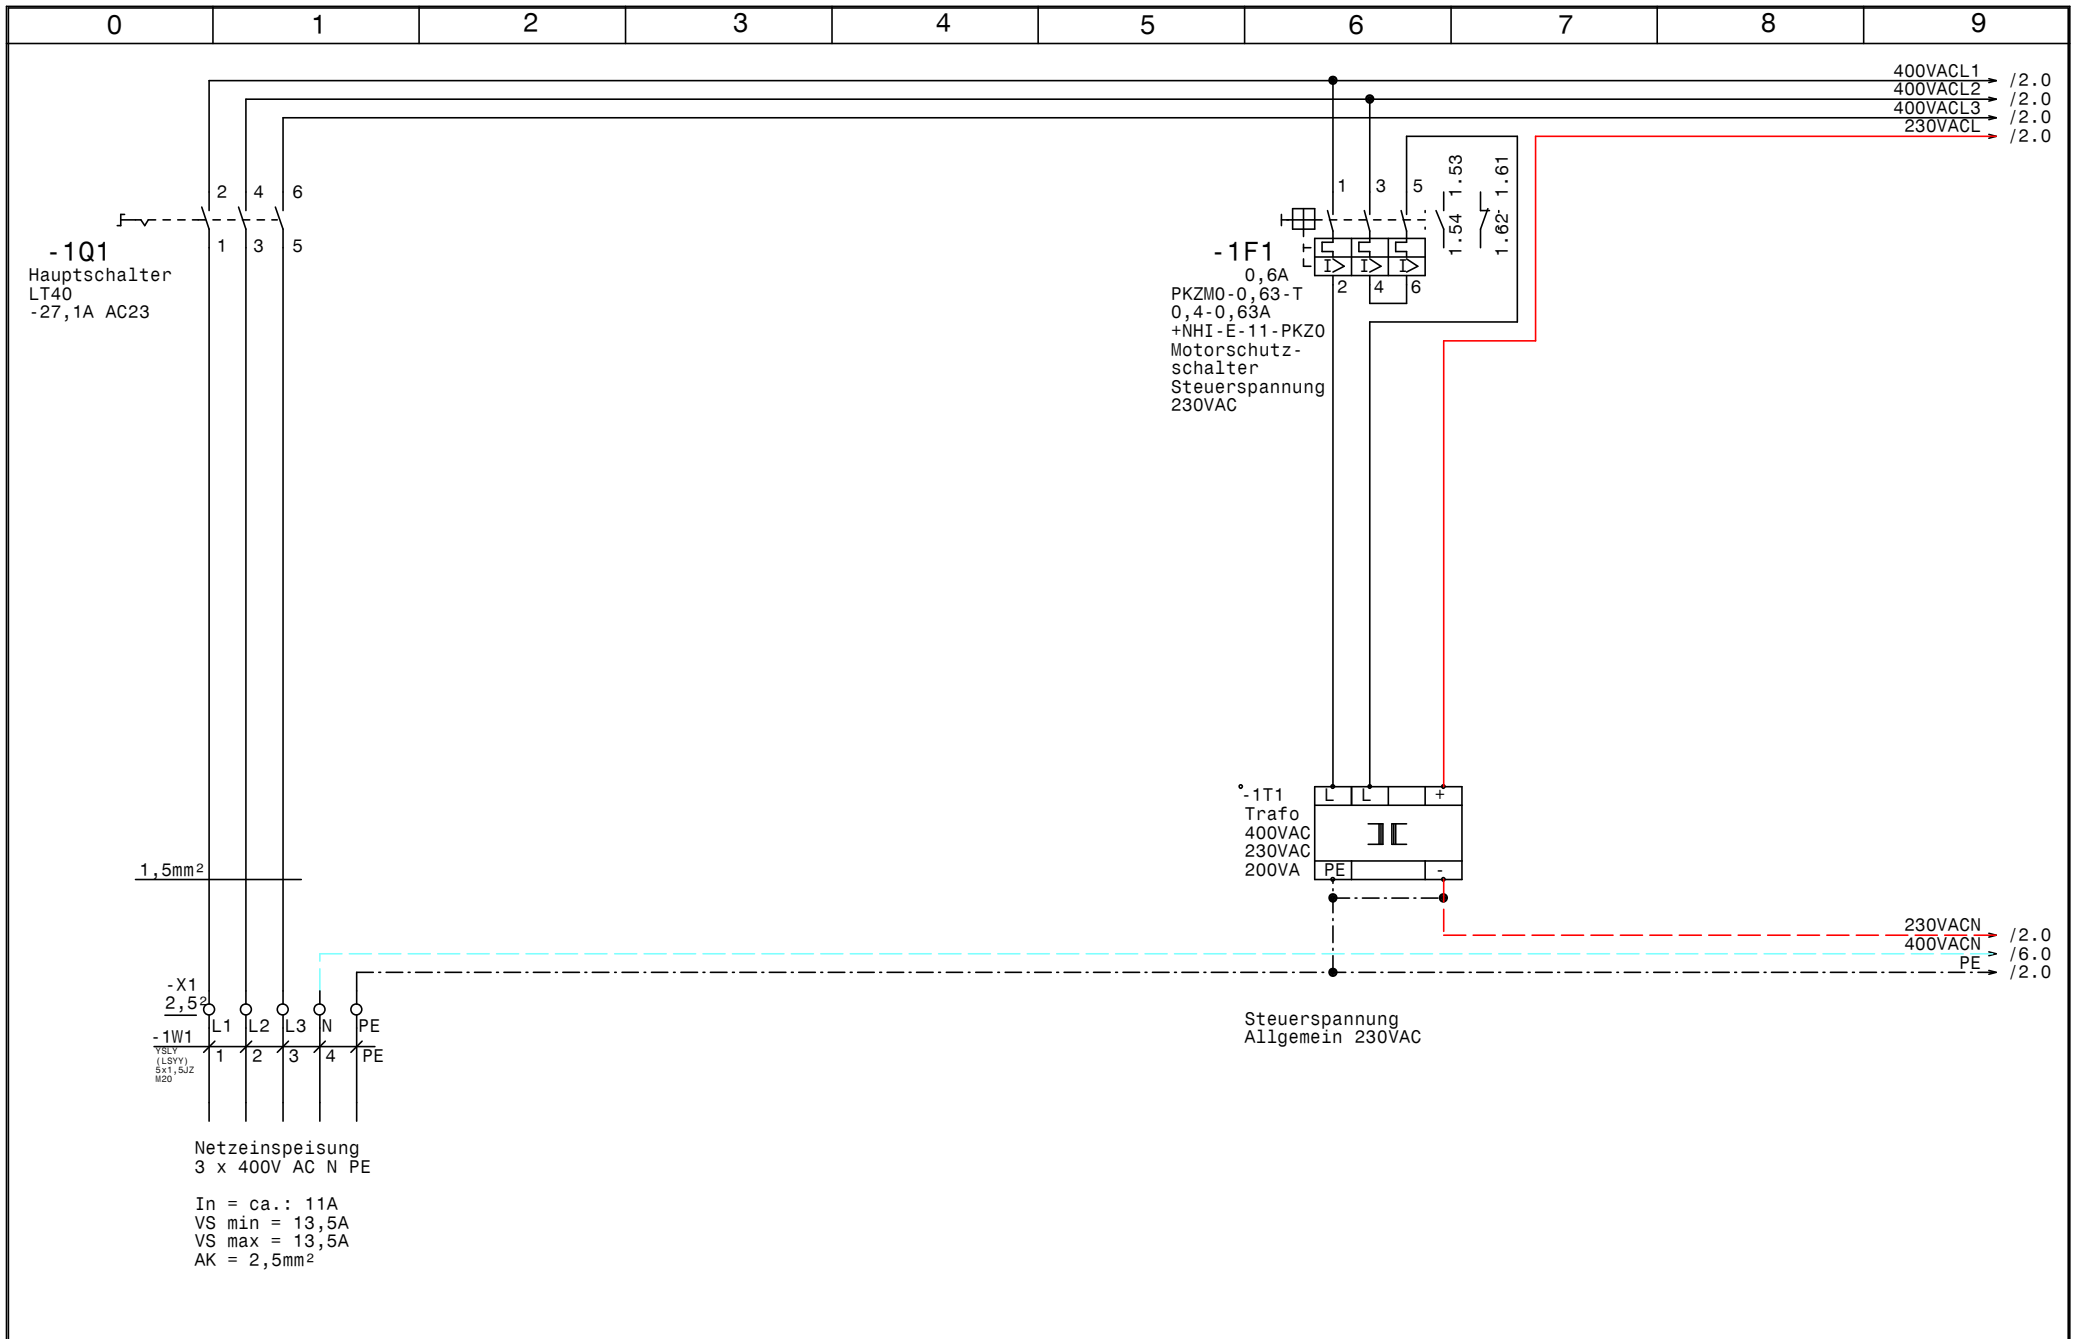 0 1 2 3 4 5 6 7 8 9
400VACL1 /2.0
400VACL2 /2.0
400VACL3 /2.0
230VACL /2.0
2 4 6
1 3 5
-1Q1
Hauptschalter
LT40
-27,1A AC23
1 3 5
1.53
1.54
1.61
1.62
I> I> I>
2 4 6
-1F1
0,6A
PKZM0-0,63-T
0,4-0,63A
+NHI-E-11-PKZ0
Motorschutz-
schalter
Steuerspannung
230VAC
-1T1
Trafo
400VAC
230VAC
200VA
L L +
PE -
1,5mm²
230VACN /2.0
400VACN /6.0
PE /2.0
-X1
2,5²
L1 L2 L3 N PE
-1W1
YSLY
(LSYY)
5x1,5JZ
M20
1 2 3 4 PE
Steuerspannung
Allgemein 230VAC
Netzeinspeisung
3 x 400V AC N PE
In = ca.: 11A
VS min = 13,5A
VS max = 13,5A
AK = 2,5mm²